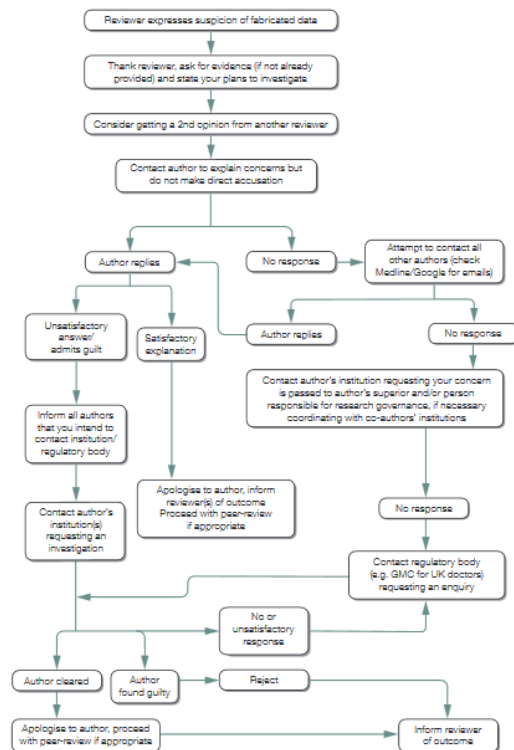 Reviewer expresses suspicion of fabricated data
Thank reviewer, ask for evidence (if not already
provided) and state your plans to investigate
Consider getting a 2nd opinion from another reviewer
Contact author to explain concerns but
do not make direct accusation
Author replies
No response
Attempt to contact all
other authors (check
Medline/Google for emails)
Author replies
No response
Unsatisfactory
answer/
admits guilt
Satisfactory
explanation
Contact author's institution requesting your concern
is passed to author's superior and/or person
responsible for research governance, if necessary
coordinating with co-authors' institutions
Inform all authors
that you intend to
contact institution/
regulatory body
Apologise to author, inform
reviewer(s) of outcome
Proceed with peer-review
if appropriate
No response
Contact author's
institution(s)
requesting an
investigation
Contact regulatory body
(e.g. GMC for UK doctors)
requesting an enquiry
No or
unsatisfactory
response
Author cleared
Author
found guilty
Reject
Apologise to author, proceed
with peer-review if appropriate
Inform reviewer
of outcome